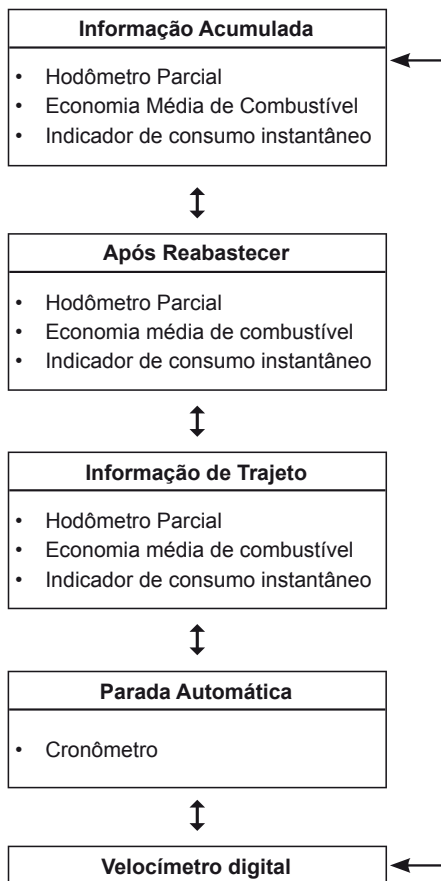 Informação Acumulada
• Hodômetro Parcial
• Economia Média de Combustível
• Indicador de consumo instantâneo
Após Reabastecer
• Hodômetro Parcial
• Economia média de combustível
• Indicador de consumo instantâneo
Informação de Trajeto
• Hodômetro Parcial
• Economia média de combustível
• Indicador de consumo instantâneo
Parada Automática
• Cronômetro
Velocímetro digital